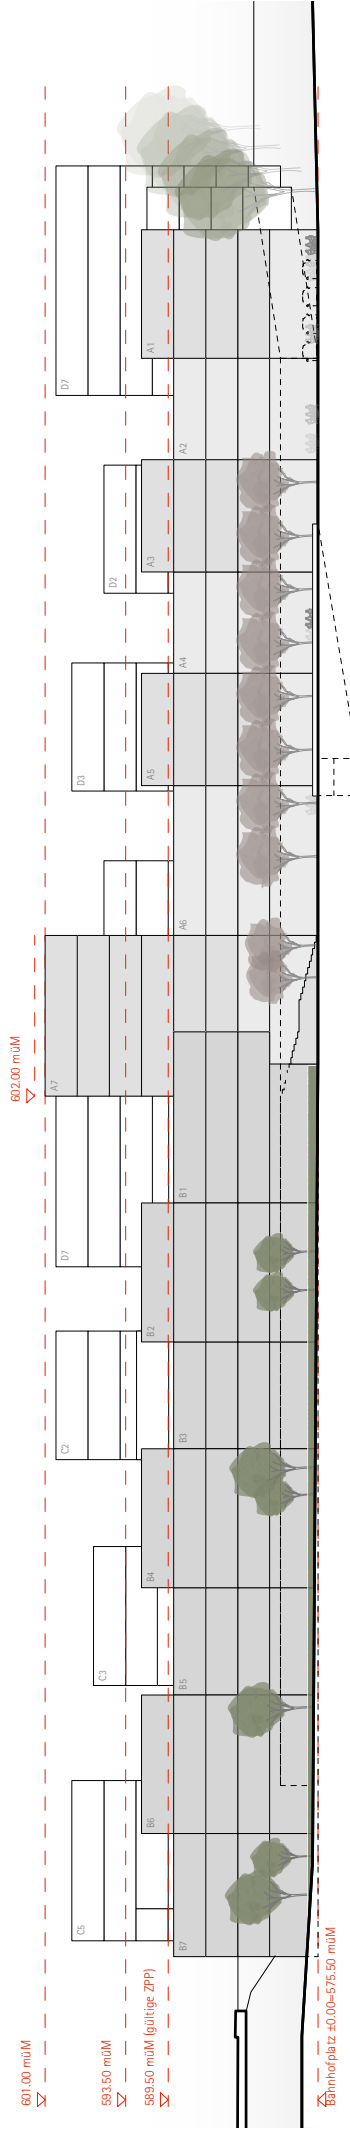 601.00 müM
593.50 müM
589.50 müM (gültige ZPP)
Bahnhofplatz ±0.00=575.50 müM
602.00 müM
C5
B7
B6
B5
C3
B4
C2
B3
B2
D7
B1
A7
A6
D3
A5
A4
D2
A3
A2
D7
A1